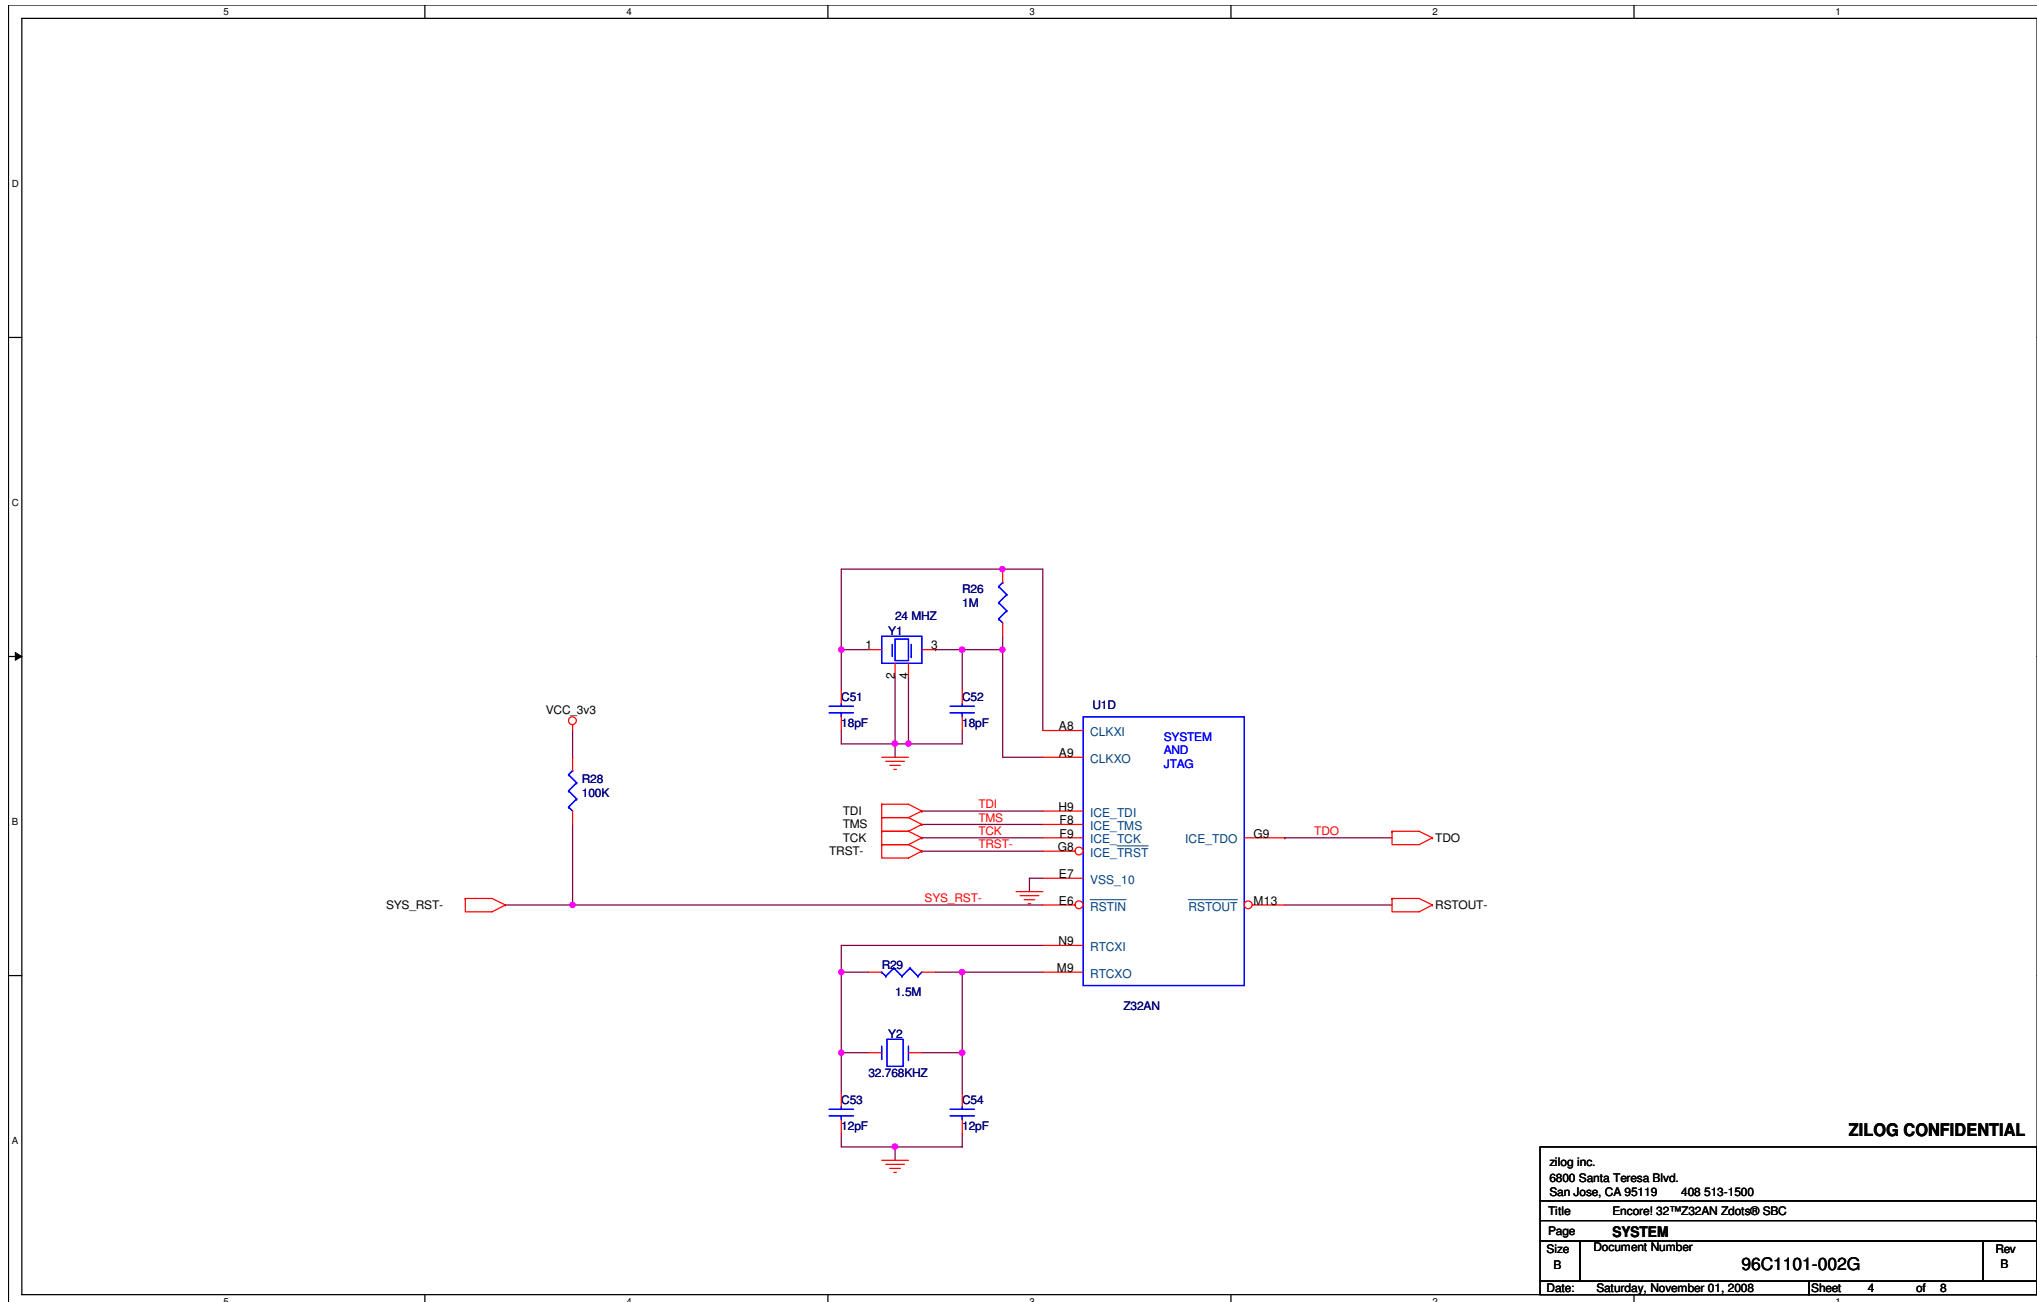 5 4 3 2 1
D
C
B
A
R26
1M
24 MHZ
Y1
1 3
2 4
C51
18pF
C52
18pF
VCC_3v3
R28
100K
U1D
A8 CLKXI
A9 CLKXO
SYSTEM
AND
JTAG
TDI TDI H9 ICE_TDI
TMS TMS F8 ICE_TMS
TCK TCK F9 ICE_TCK
TRST- TRST- G8 ICE_TRST
ICE_TDO G9 TDO TDO
E7 VSS_10
SYS_RST- SYS_RST- E6 RSTIN
RSTOUT M13 RSTOUT-
N9 RTCXI
M9 RTCXO
R29
1.5M
Z32AN
Y2
32.768KHZ
C53
12pF
C54
12pF
ZILOG CONFIDENTIAL
zilog inc.
6800 Santa Teresa Blvd.
San Jose, CA 95119 408 513-1500
Title Encore! 32™Z32AN Zdots® SBC
Page SYSTEM
Size Document Number Rev
B 96C1101-002G B
Date: Saturday, November 01, 2008 Sheet 4 of 8
5 4 3 2 1